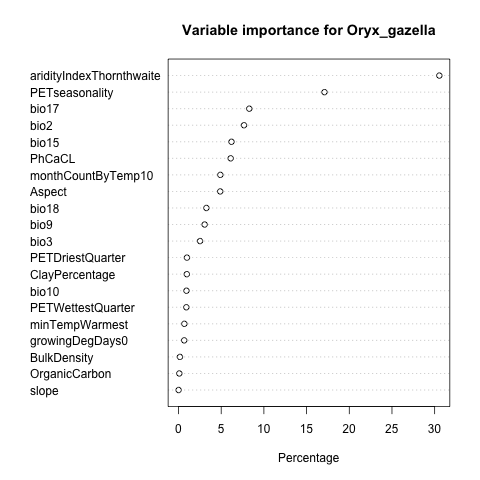 Variable importance for Oryx_gazella
aridityIndexThornthwaite
PETseasonality
bio17
bio2
bio15
PhCaCL
monthCountByTemp10
Aspect
bio18
bio9
bio3
PETDriestQuarter
ClayPercentage
bio10
PETWettestQuarter
minTempWarmest
growingDegDays0
BulkDensity
OrganicCarbon
slope
0 5 10 15 20 25 30
Percentage